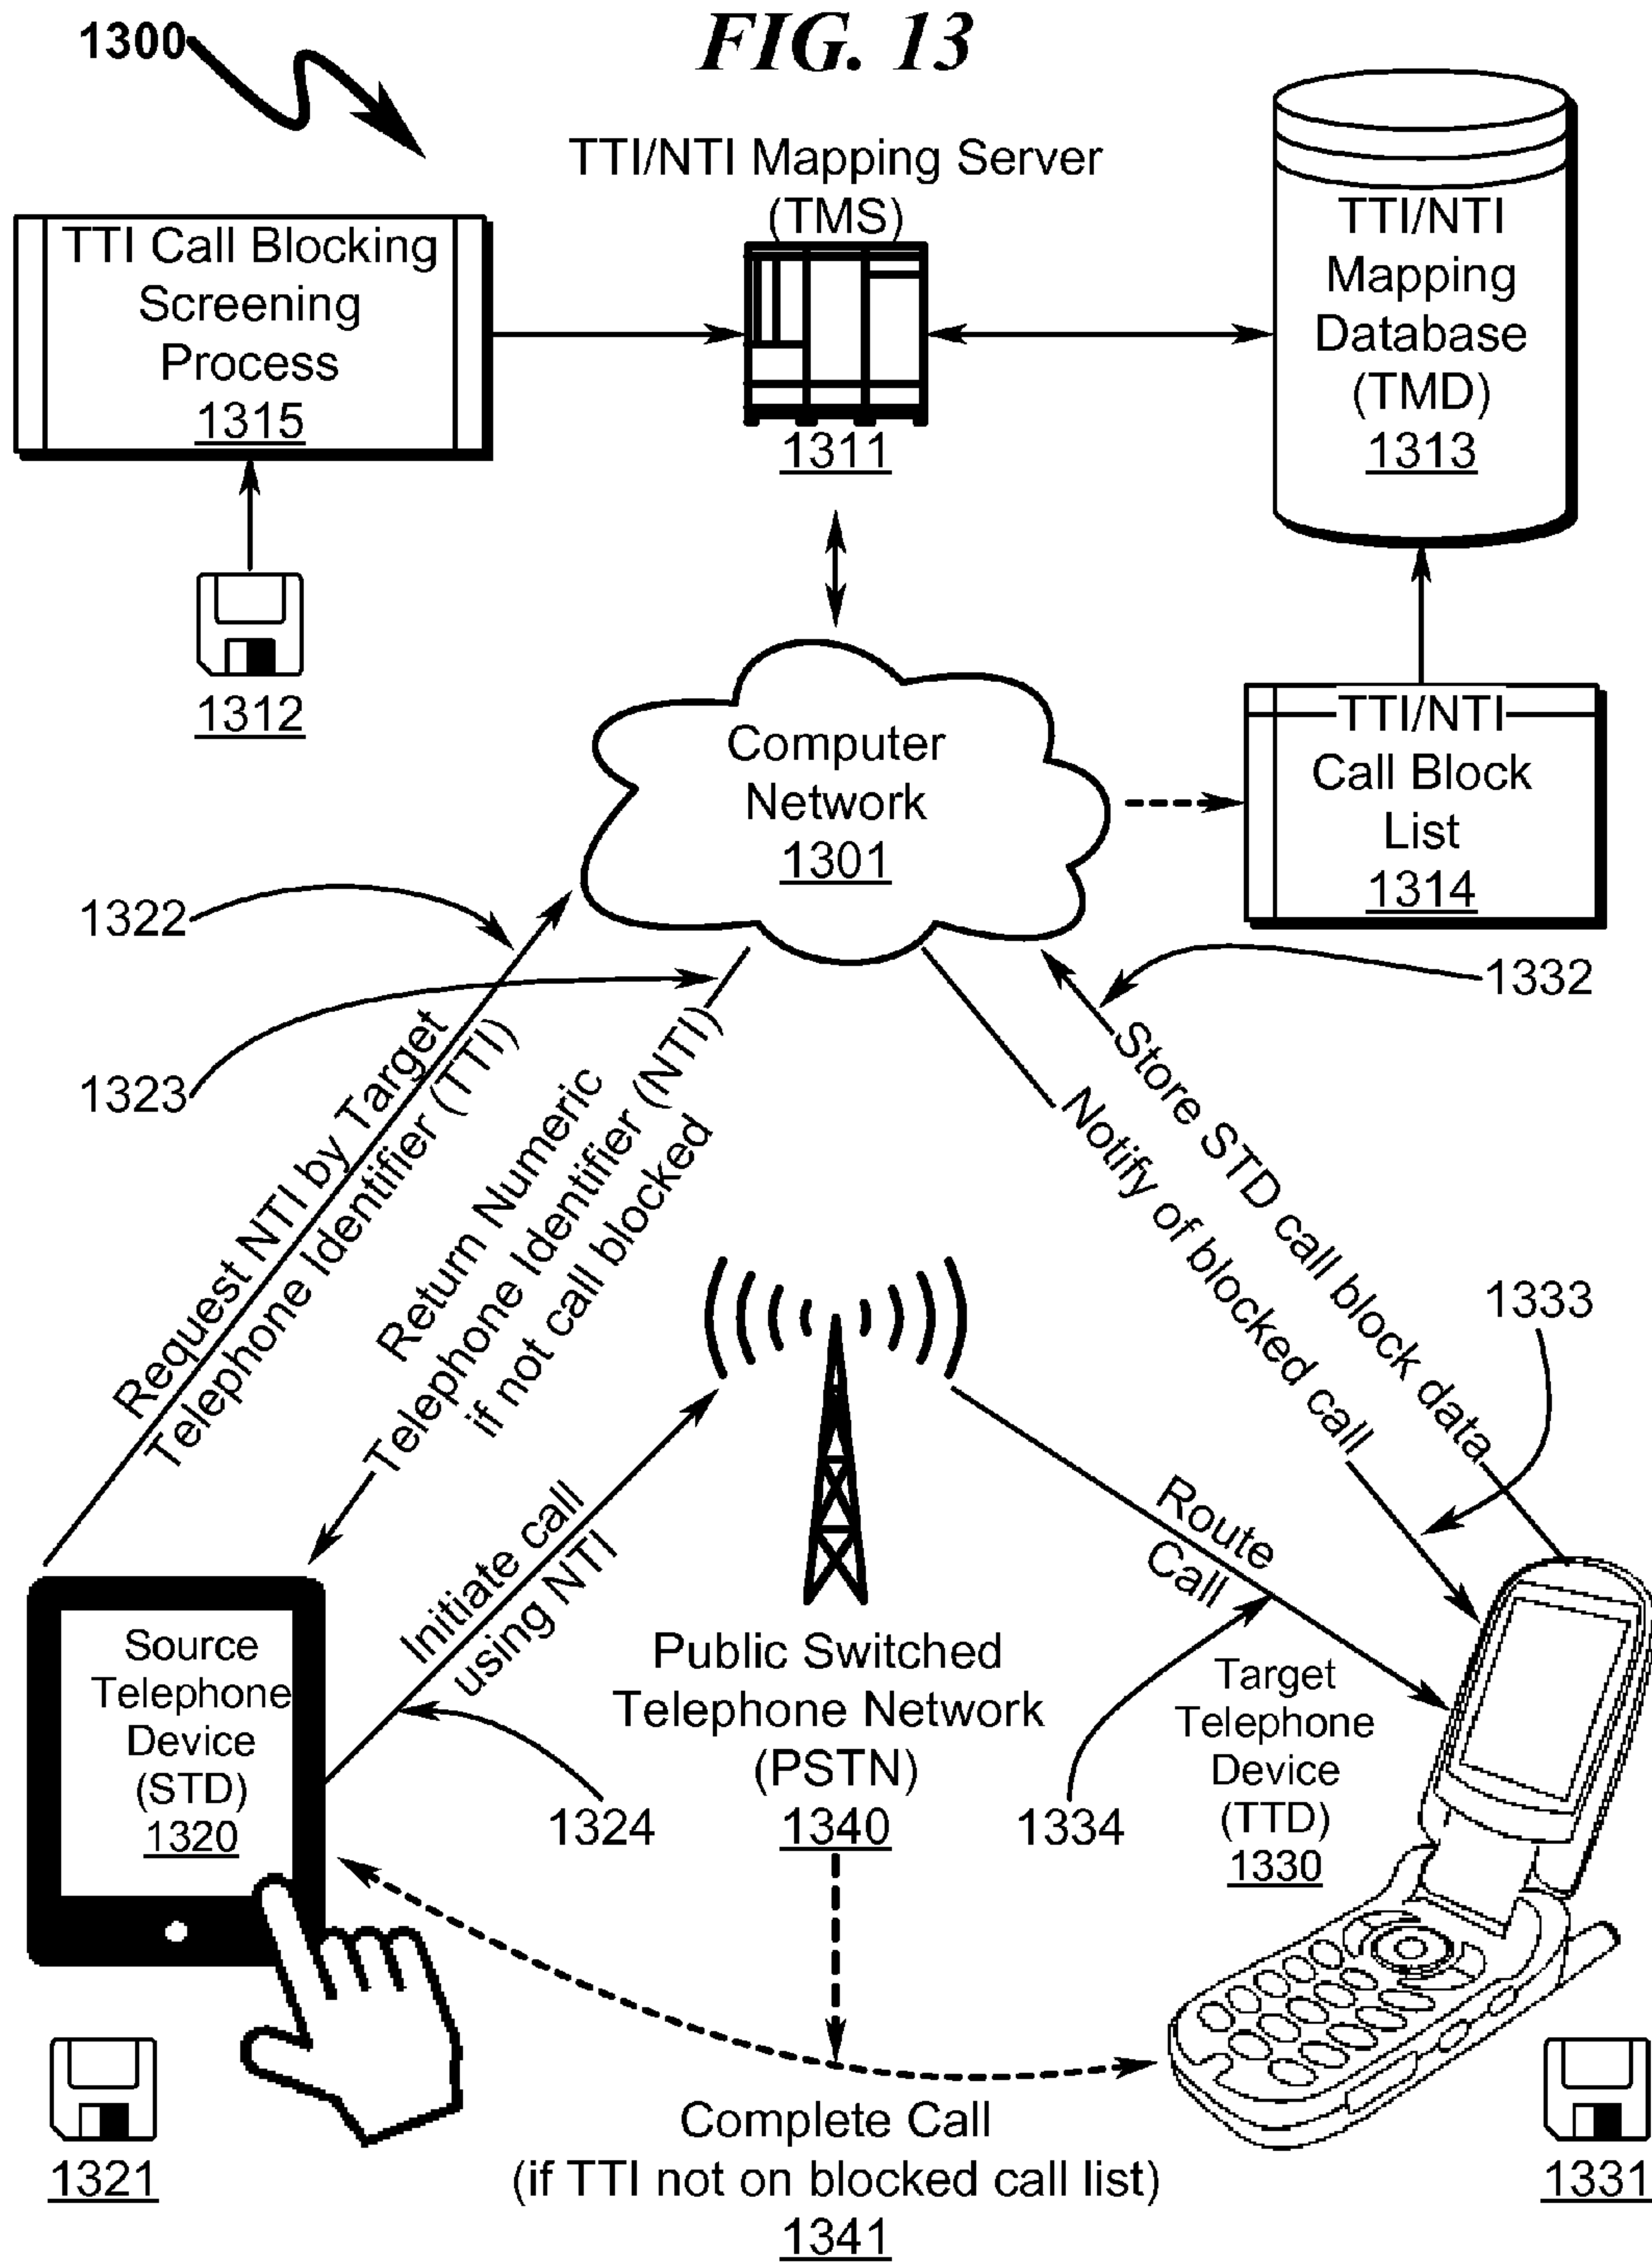 FIG. 13
1300
TTI/NTI Mapping Server
(TMS)
1311
TTI Call Blocking
Screening
Process
1315
TTI/NTI
Mapping
Database
(TMD)
1313
1312
Computer
Network
1301
TTI/NTI
Call Block
List
1314
1322
1323
1332
Request NTI by Target
Telephone Identifier (TTI)
Return Numeric
Telephone Identifier (NTI)
if not call blocked
Store STD call block data
Notify of blocked call
1333
Initiate call
using NTI
Route
Call
Source
Telephone
Device
(STD)
1320
1324
Public Switched
Telephone Network
(PSTN)
1340
1334
Target
Telephone
Device
(TTD)
1330
1321
Complete Call
(if TTI not on blocked call list)
1341
1331